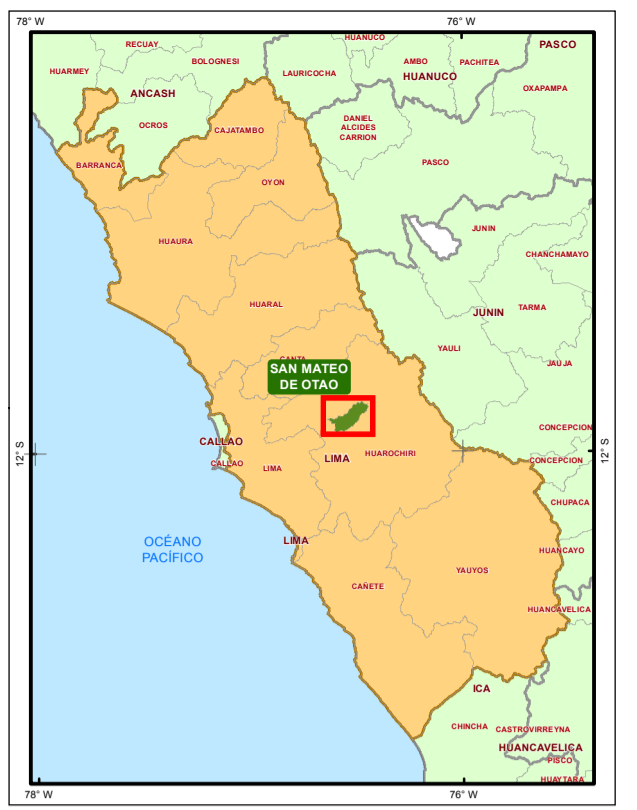 78° W
76° W
HUANUCO
RECUAY
PASCO
BOLOGNESI
AMBO
PACHITEA
HUARMEY
LAURICOCHA
HUANUCO
OXAPAMPA
ANCASH
DANIEL
ALCIDES
CARRION
OCROS
CAJATAMBO
PASCO
BARRANCA
OYON
JUNIN
HUAURA
CHANCHAMAYO
HUARAL
TARMA
JUNIN
YAULI
CANTA
JAUJA
SAN MATEO
DE OTAO
CONCEPCION
CALLAO
12° S
12° S
HUAROCHIRI
LIMA
CONCEPCION
CALLAO
LIMA
CHUPACA
LIMA
OCÉANO
PACÍFICO
HUANCAYO
YAUYOS
CAÑETE
HUANCAVELICA
ICA
CHINCHA
CASTROVIRREYNA
HUANCAVELICA
PISCO
HUAYTARA
78° W
76° W